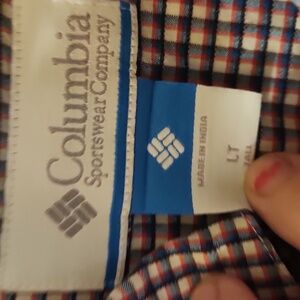 Columbia
Sportswear Company
MADE IN INDIA
LT